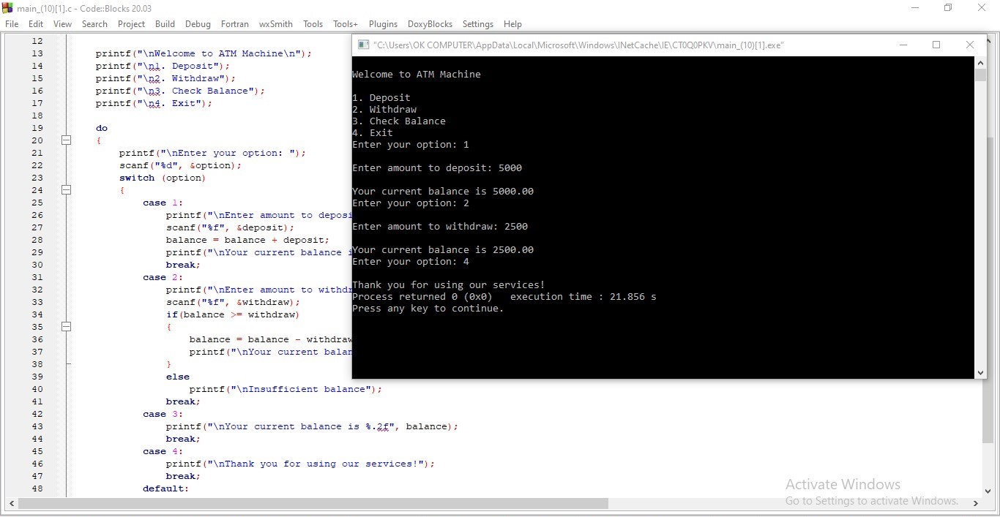 main_(10)[1].c - Code::Blocks 20.03
File Edit View Search Project Build Debug Fortran wxSmith Tools Tools+ Plugins DoxyBlocks Settings Help
12
13 printf("\nWelcome to ATM Machine\n");
14 printf("\n1. Deposit");
15 printf("\n2. Withdraw");
16 printf("\n3. Check Balance");
17 printf("\n4. Exit");
18
19 do
20 {
21 printf("\nEnter your option: ");
22 scanf("%d", &option);
23 switch (option)
24 {
25 case 1:
26 printf("\nEnter amount to deposi
27 scanf("%f", &deposit);
28 balance = balance + deposit;
29 printf("\nYour current balance i
30 break;
31 case 2:
32 printf("\nEnter amount to withdr
33 scanf("%f", &withdraw);
34 if(balance >= withdraw)
35 {
36 balance = balance - withdraw
37 printf("\nYour current balan
38 }
39 else
40 printf("\nInsufficient balance");
41 break;
42 case 3:
43 printf("\nYour current balance is %.2f", balance);
44 break;
45 case 4:
46 printf("\nThank you for using our services!");
47 break;
48 default:
"C:\Users\OK COMPUTER\AppData\Local\Microsoft\Windows\INetCache\IE\CT0Q0PKV\main_(10)[1].exe"
Welcome to ATM Machine
1. Deposit
2. Withdraw
3. Check Balance
4. Exit
Enter your option: 1
Enter amount to deposit: 5000
Your current balance is 5000.00
Enter your option: 2
Enter amount to withdraw: 2500
Your current balance is 2500.00
Enter your option: 4
Thank you for using our services!
Process returned 0 (0x0) execution time : 21.856 s
Press any key to continue.
Activate Windows
Go to Settings to activate Windows.